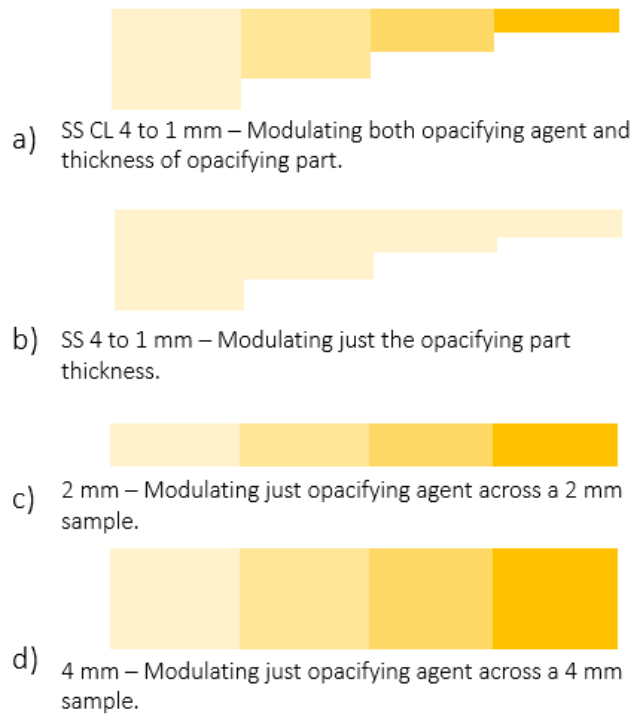 a) SS CL 4 to 1 mm – Modulating both opacifying agent and
thickness of opacifying part.
b) SS 4 to 1 mm – Modulating just the opacifying part
thickness.
c) 2 mm – Modulating just opacifying agent across a 2 mm
sample.
d) 4 mm – Modulating just opacifying agent across a 4 mm
sample.